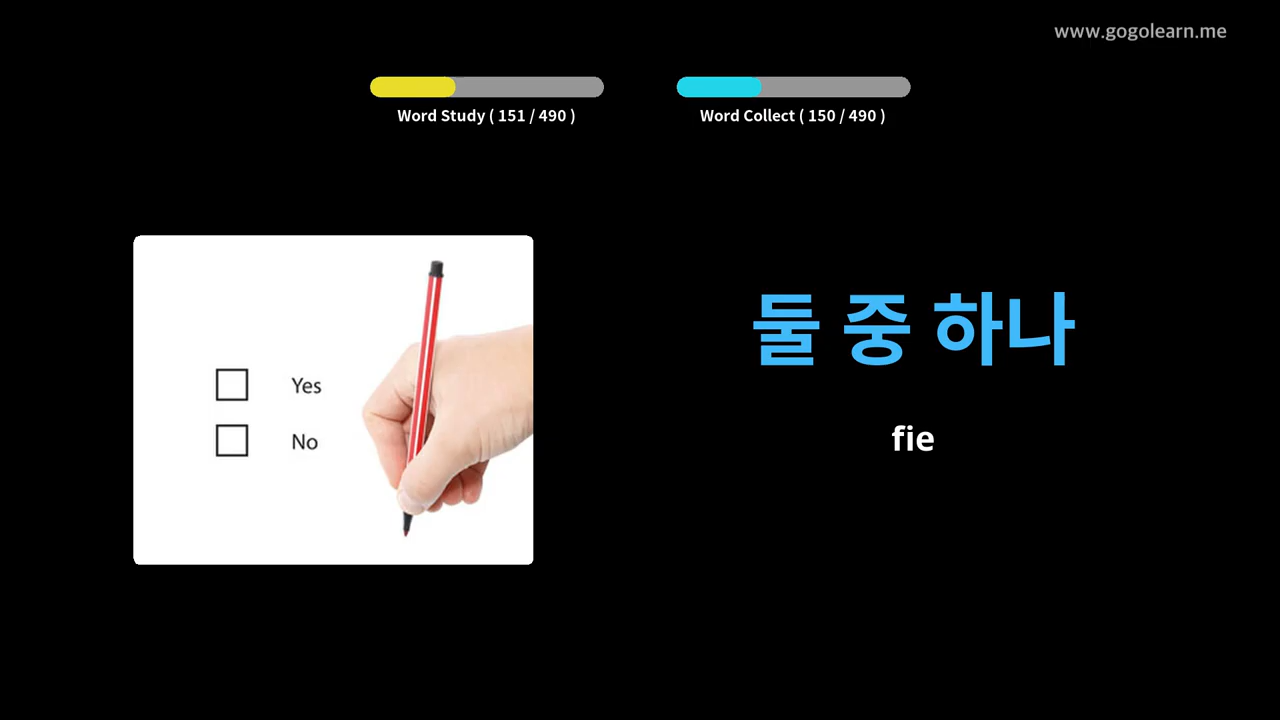 www.gogolearn.me
Word Study ( 151 / 490 )
Word Collect ( 150 / 490 )
Yes
No
둘 중 하나
fie